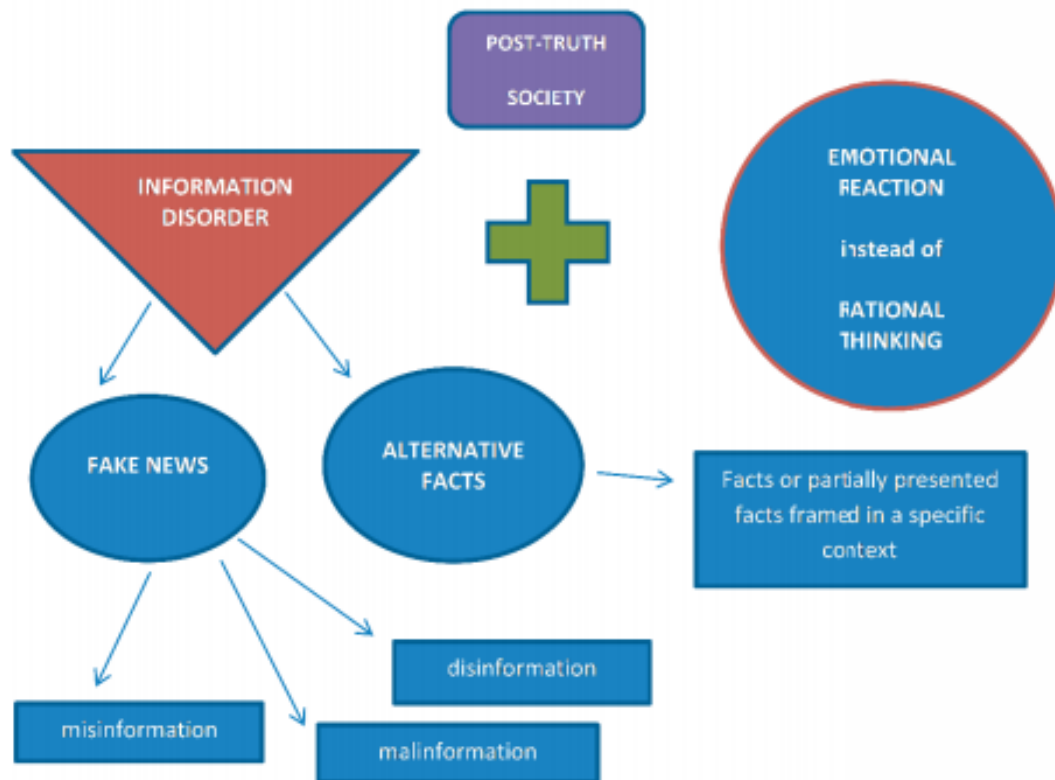 POST-TRUTH
SOCIETY
INFORMATION
DISORDER
EMOTIONAL
REACTION
instead of
RATIONAL
THINKING
FAKE NEWS
ALTERNATIVE
FACTS
Facts or partially presented
facts framed in a specific
context
disinformation
misinformation
malinformation